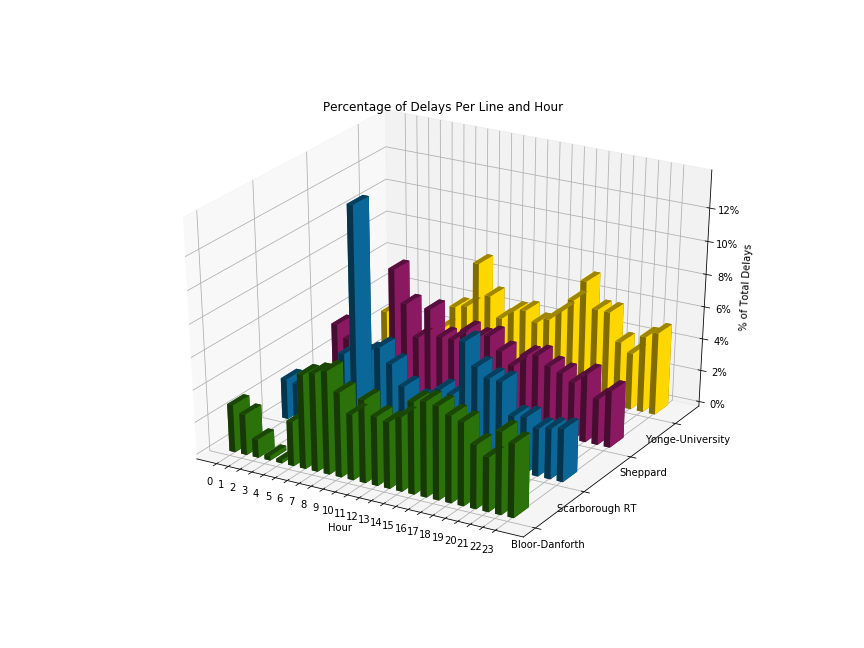 Percentage of Delays Per Line and Hour
12%
10%
8%
6%
4%
2%
0%
% of Total Delays
Yonge-University
Sheppard
Scarborough RT
Bloor-Danforth
0 1 2 3 4 5 6 7 8 9 10 11 12 13 14 15 16 17 18 19 20 21 22 23
Hour